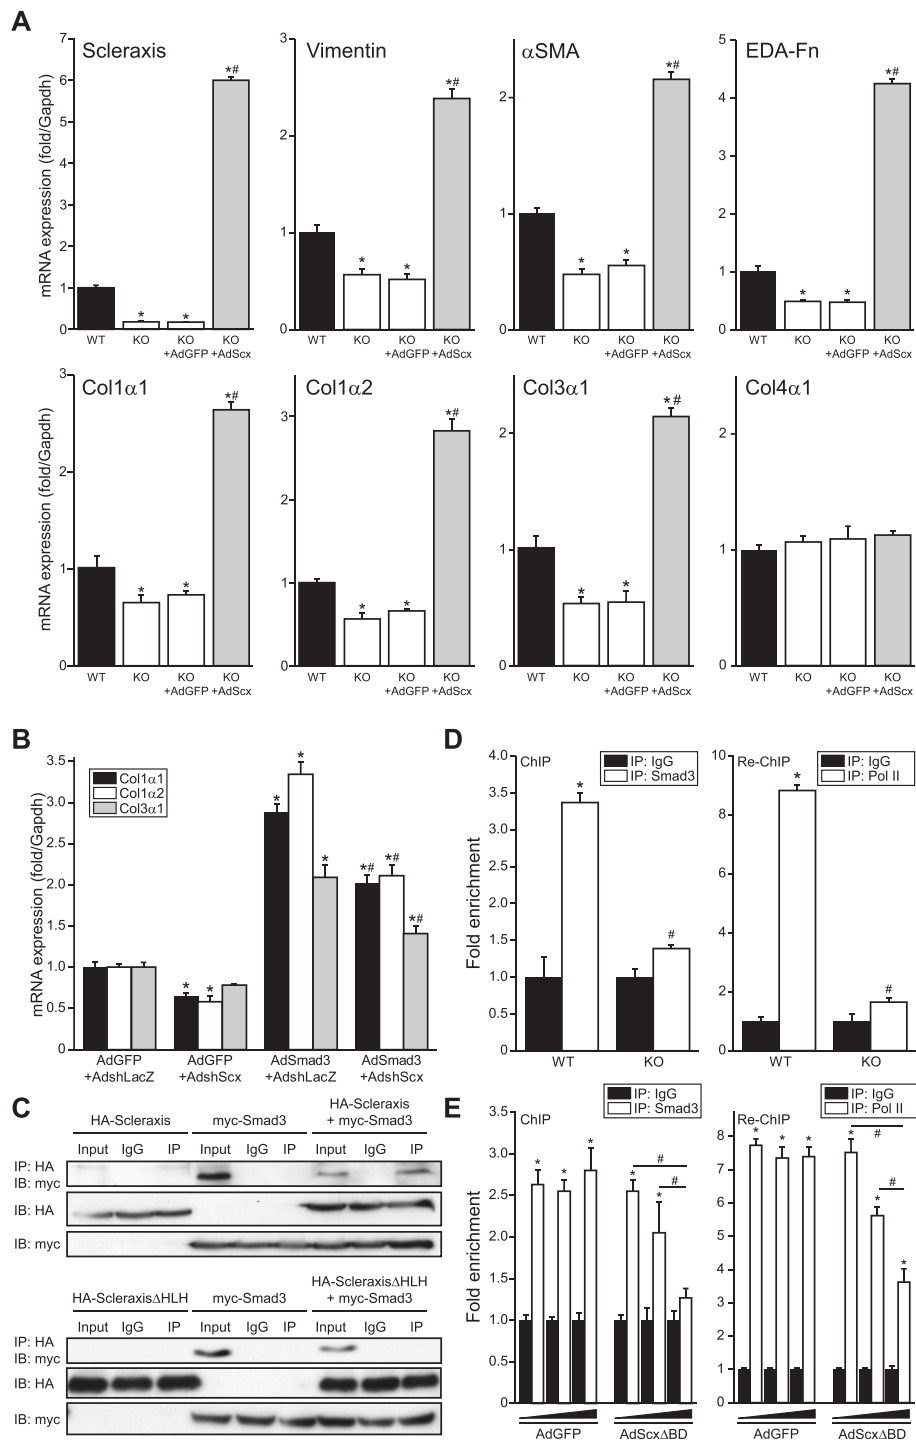 A
Scleraxis
Vimentin
αSMA
EDA-Fn
mRNA expression (fold/Gapdh)
7
6
5
4
3
2
1
0
*
*
*#
WT
KO
KO
+AdGFP
KO
+AdScx
3
2
1
0
*
*
*#
WT
KO
KO
+AdGFP
KO
+AdScx
2
1
0
*
*
*#
WT
KO
KO
+AdGFP
KO
+AdScx
5
4
3
2
1
0
*
*
*#
WT
KO
KO
+AdGFP
KO
+AdScx
Col1α1
Col1α2
Col3α1
Col4α1
mRNA expression (fold/Gapdh)
3
2
1
0
*
*
*#
WT
KO
KO
+AdGFP
KO
+AdScx
3
2
1
0
*
*
*#
WT
KO
KO
+AdGFP
KO
+AdScx
2
1
0
*
*
*#
WT
KO
KO
+AdGFP
KO
+AdScx
2
1
0
WT
KO
KO
+AdGFP
KO
+AdScx
B
mRNA expression (fold/Gapdh)
3.5
3.0
2.5
2.0
1.5
1.0
0.5
0
Col1α1
Col1α2
Col3α1
*
*
*
*
*
*#
*#
*#
AdGFP
+AdshLacZ
AdGFP
+AdshScx
AdSmad3
+AdshLacZ
AdSmad3
+AdshScx
C
HA-Scleraxis
myc-Smad3
HA-Scleraxis
+ myc-Smad3
Input IgG IP Input IgG IP Input IgG IP
IP: HA
IB: myc
IB: HA
IB: myc
HA-ScleraxisΔHLH
myc-Smad3
HA-ScleraxisΔHLH
+ myc-Smad3
Input IgG IP Input IgG IP Input IgG IP
IP: HA
IB: myc
IB: HA
IB: myc
D
Fold enrichment
ChIP
IP: IgG
IP: Smad3
4.0
3.5
3.0
2.5
2.0
1.5
1.0
0.5
0.0
*
#
WT
KO
Re-ChIP
IP: IgG
IP: Pol II
10
8
6
4
2
0
*
#
WT
KO
E
Fold enrichment
IP: IgG
IP: Smad3
ChIP
3.5
3.0
2.5
2.0
1.5
1.0
0.5
0.0
*
*
*
*
*
#
#
AdGFP
AdScxΔBD
IP: IgG
IP: Pol II
Re-ChIP
8
7
6
5
4
3
2
1
0
*
*
*
*
*
*
#
#
AdGFP
AdScxΔBD